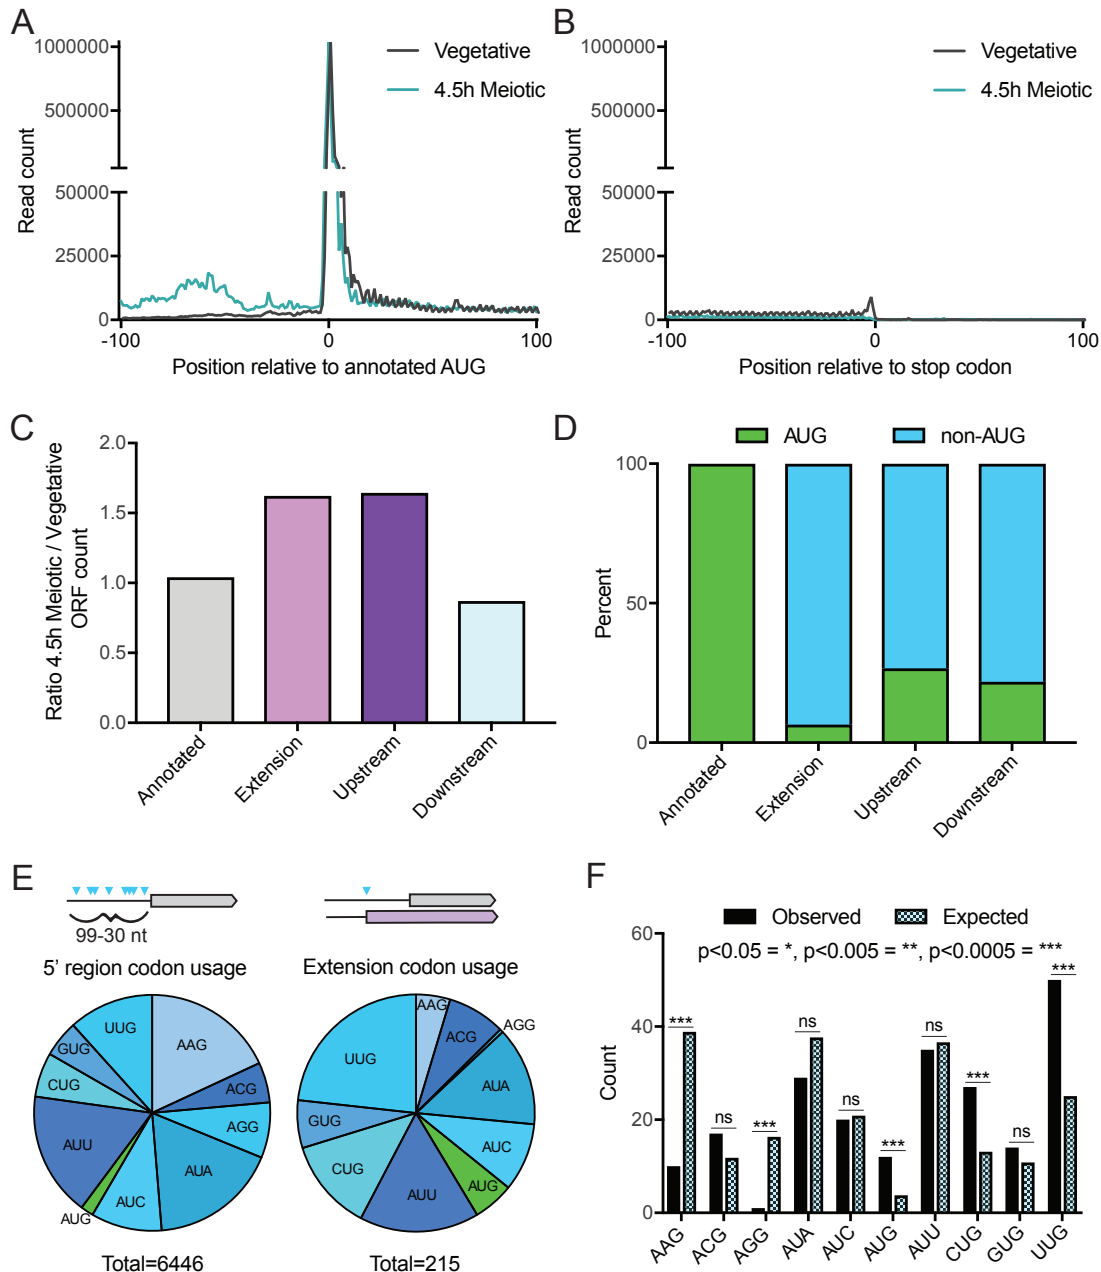 A
1000000
500000
50000
25000
0
Read count
Vegetative
4.5h Meiotic
-100
0
100
Position relative to annotated AUG
B
1000000
500000
50000
25000
0
Read count
Vegetative
4.5h Meiotic
-100
0
100
Position relative to stop codon
C
Ratio 4.5h Meiotic / Vegetative
ORF count
2.0
1.5
1.0
0.5
0.0
Annotated
Extension
Upstream
Downstream
D
AUG
non-AUG
Percent
100
50
0
Annotated
Extension
Upstream
Downstream
E
99-30 nt
5' region codon usage
AAG
ACG
AGG
AUA
AUC
AUG
AUU
CUG
GUG
UUG
Total=6446
Extension codon usage
AAG
ACG
AGG
AUA
AUC
AUG
AUU
CUG
GUG
UUG
Total=215
F
Observed
Expected
p<0.05 = *, p<0.005 = **, p<0.0005 = ***
Count
60
40
20
0
***
ns
***
ns
ns
***
ns
***
ns
***
AAG
ACG
AGG
AUA
AUC
AUG
AUU
CUG
GUG
UUG